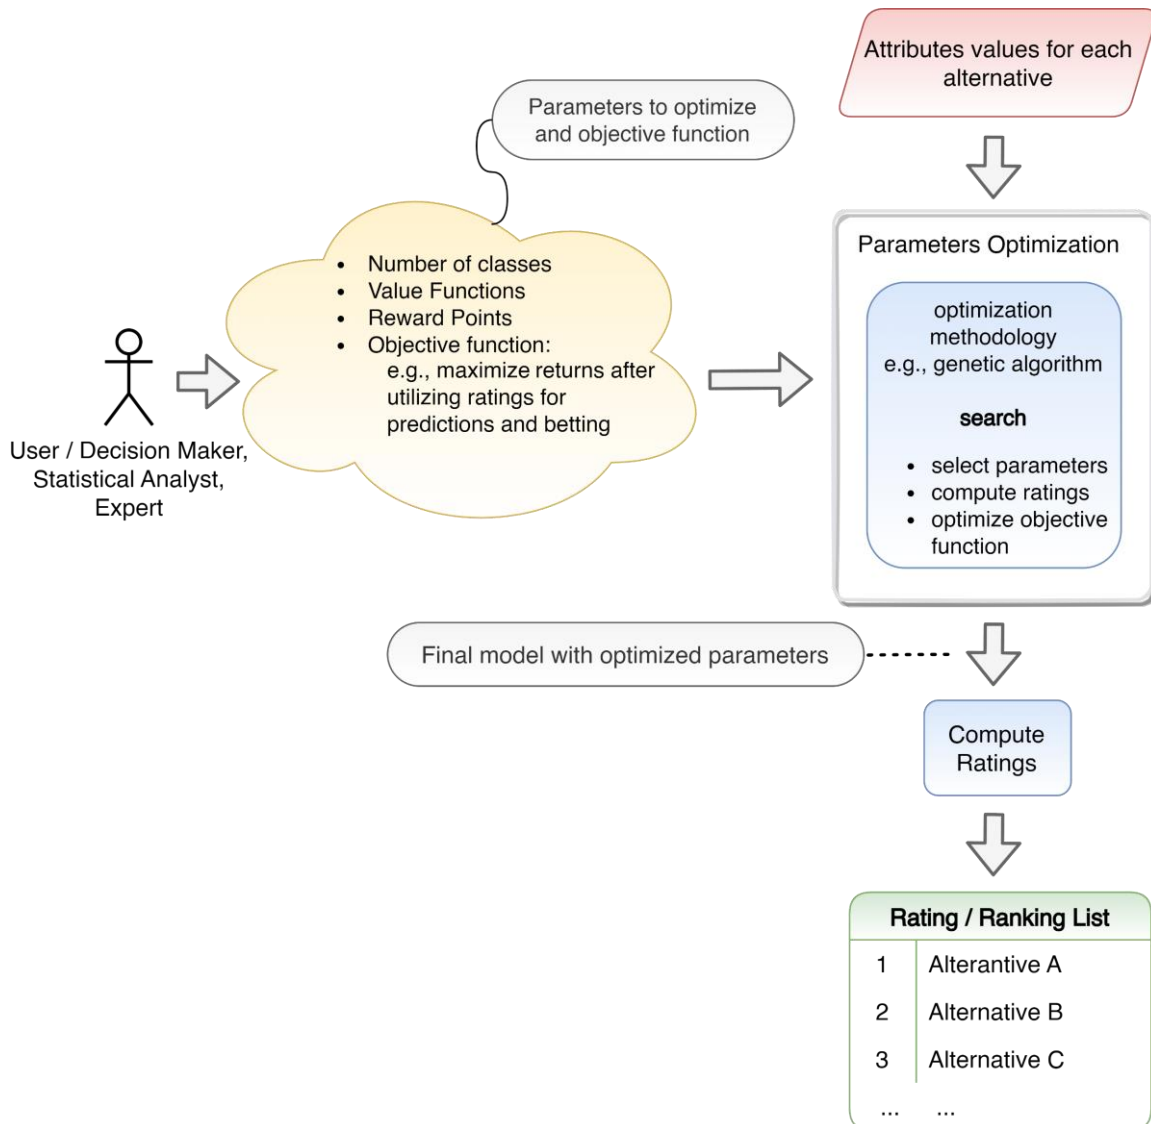 Attributes values for each
alternative
Parameters to optimize
and objective function
• Number of classes
• Value Functions
• Reward Points
• Objective function:
e.g., maximize returns after
utilizing ratings for
predictions and betting
User / Decision Maker,
Statistical Analyst,
Expert
Parameters Optimization
optimization
methodology
e.g., genetic algorithm
search
• select parameters
• compute ratings
• optimize objective
function
Final model with optimized parameters
Compute
Ratings
Rating / Ranking List
1 Alterantive A
2 Alternative B
3 Alternative C
... ...